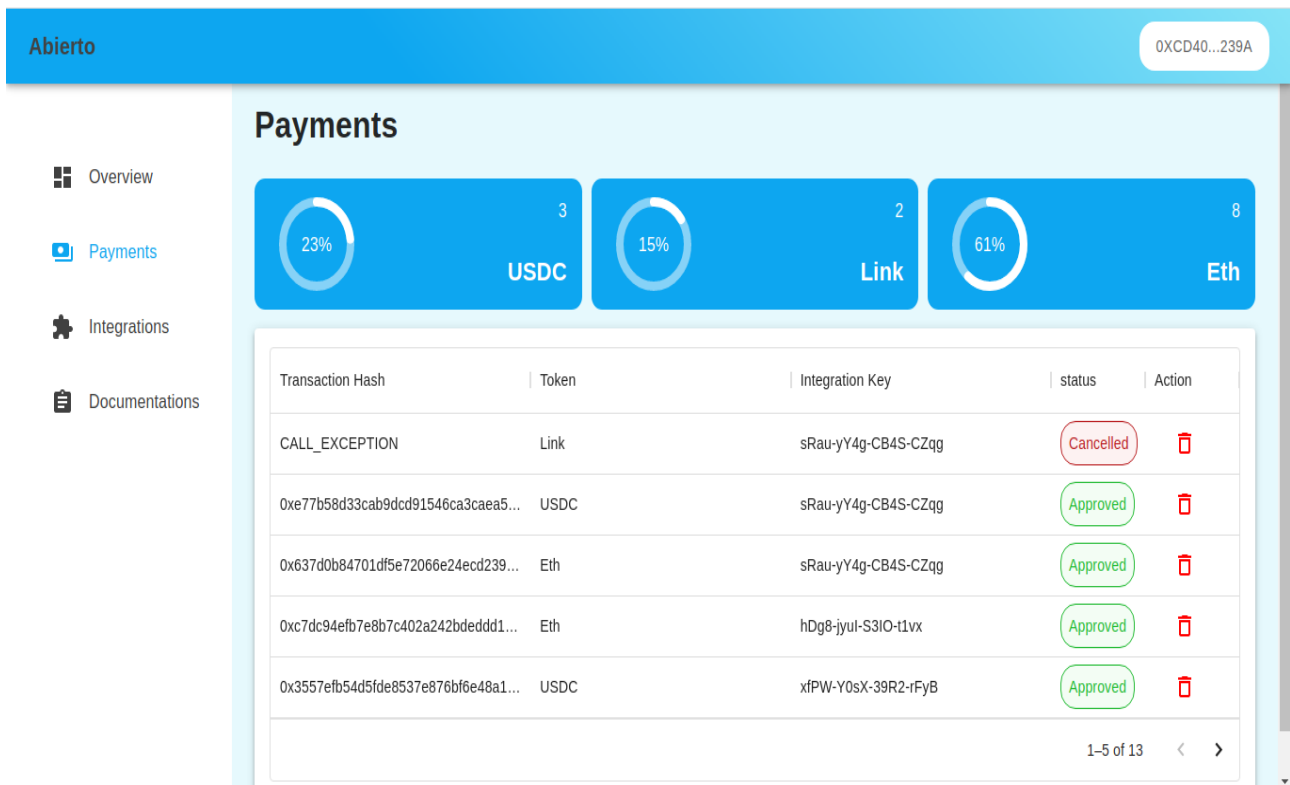 Abierto
0XCD40...239A
Overview
Payments
Integrations
Documentations
Payments
23%
3
USDC
15%
2
Link
61%
8
Eth
Transaction Hash Token Integration Key status Action
CALL_EXCEPTION Link sRau-yY4g-CB4S-CZqg Cancelled
0xe77b58d33cab9dcd91546ca3caea5... USDC sRau-yY4g-CB4S-CZqg Approved
0x637d0b84701df5e72066e24ecd239... Eth sRau-yY4g-CB4S-CZqg Approved
0xc7dc94efb7e8b7c402a242bdeddd1... Eth hDg8-jyuI-S3IO-t1vx Approved
0x3557efb54d5fde8537e876bf6e48a1... USDC xfPW-Y0sX-39R2-rFyB Approved
1–5 of 13